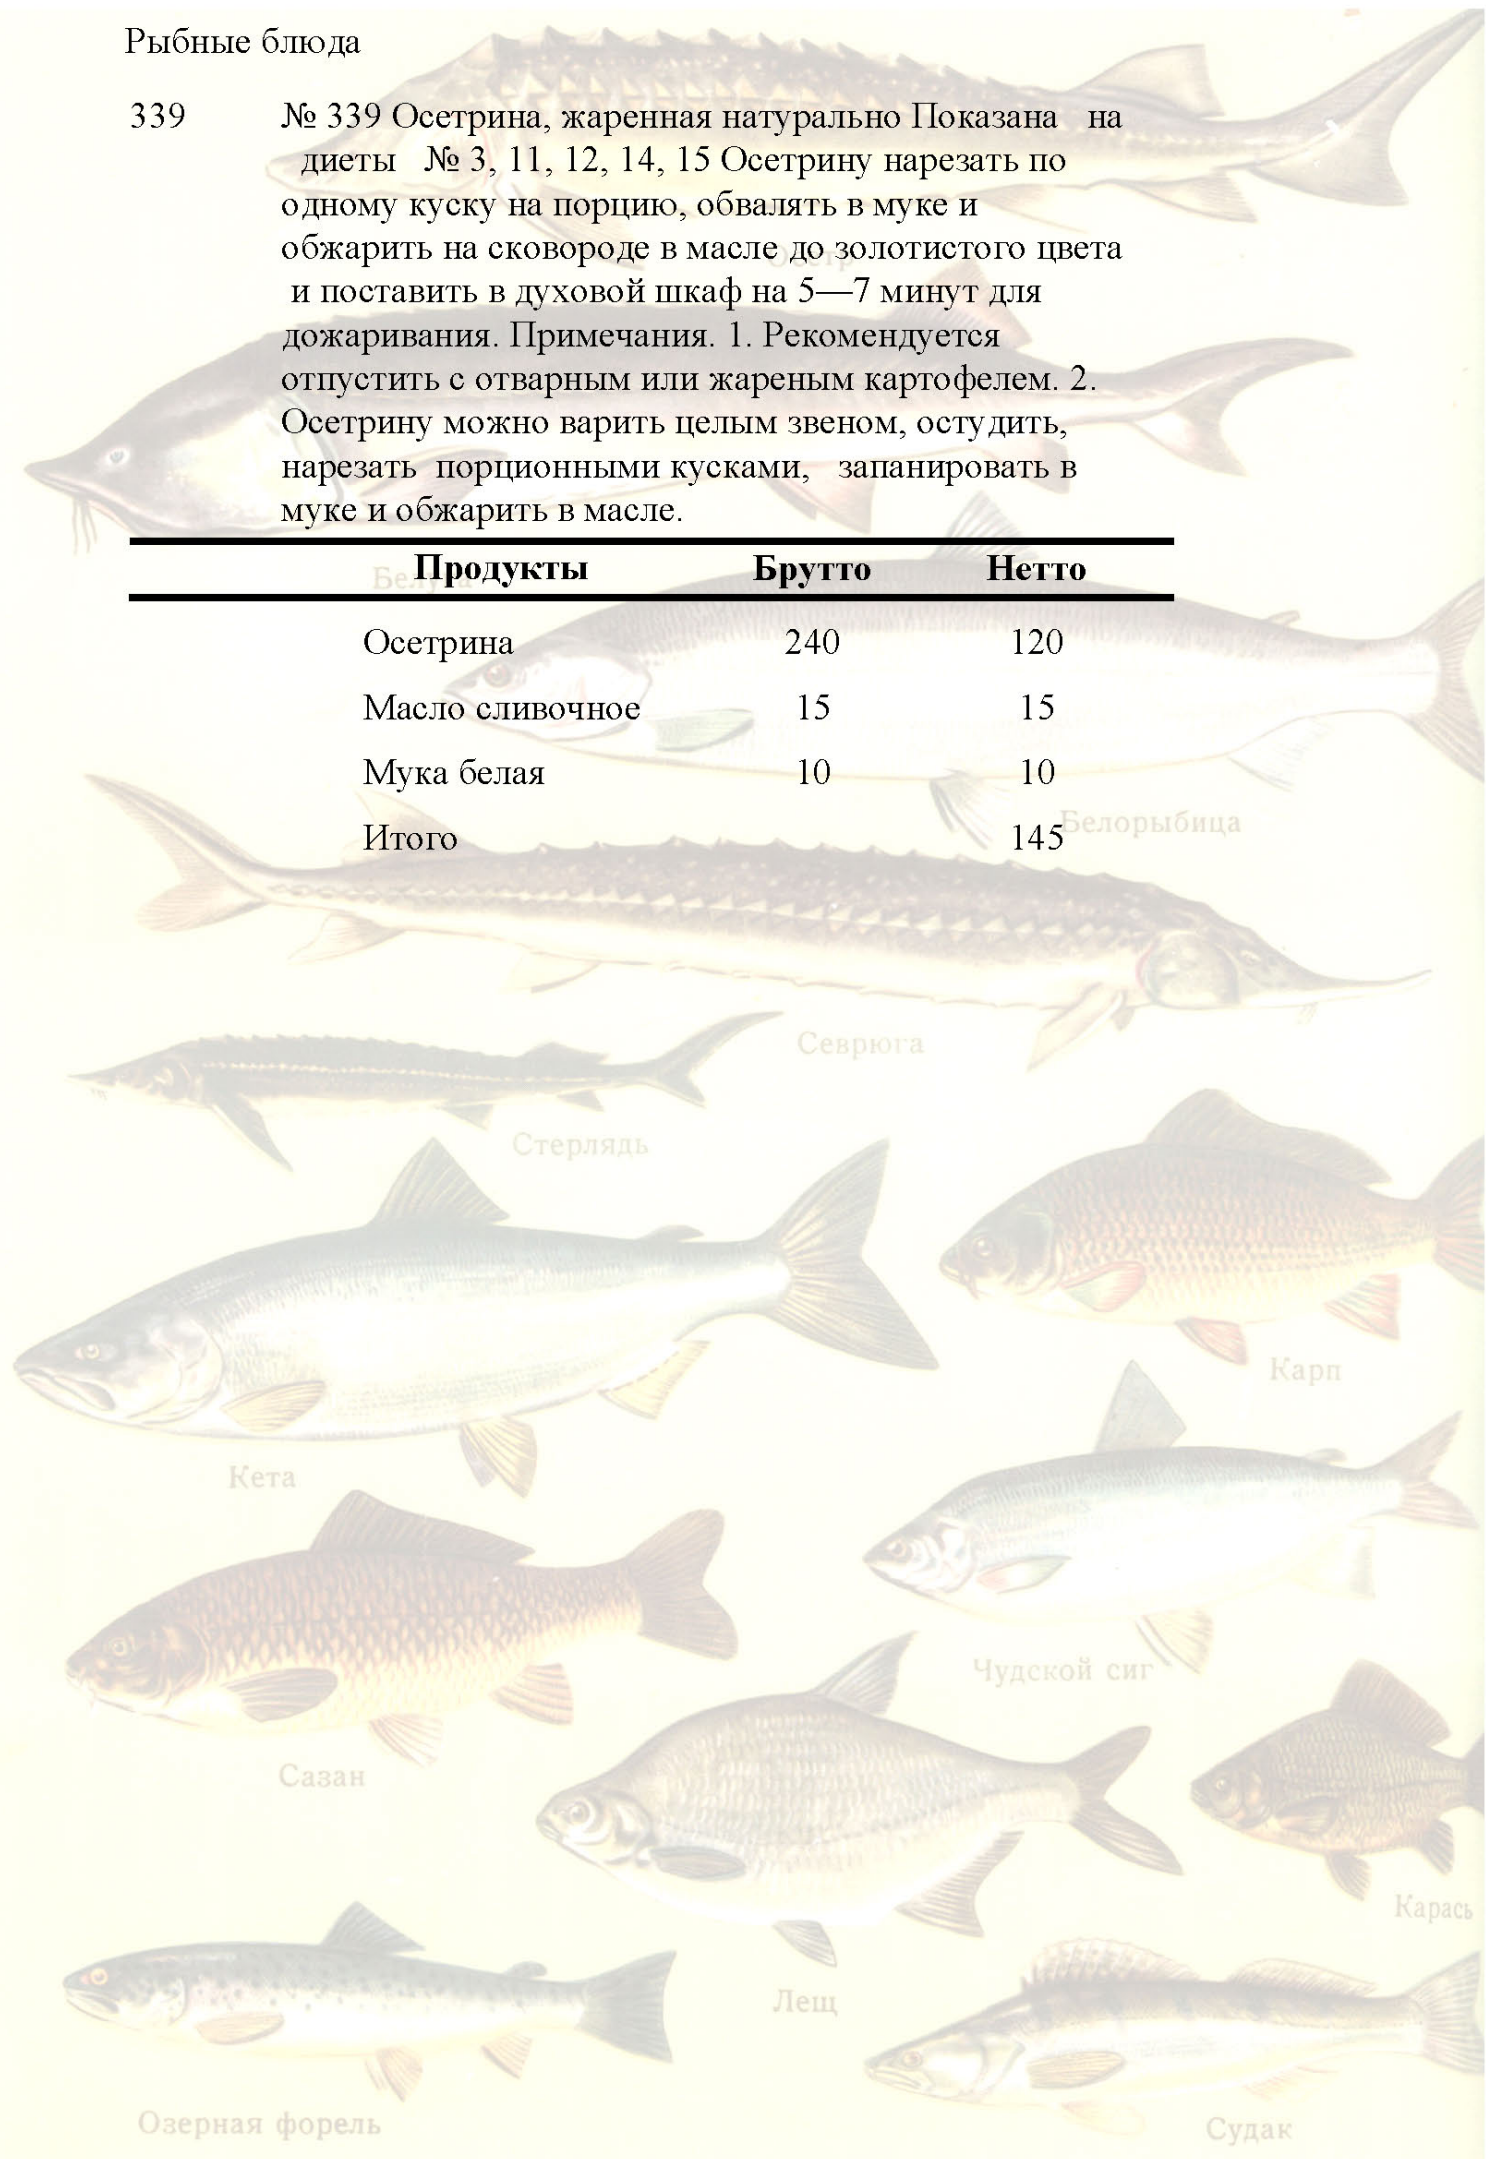 Рыбные блюда
339 № 339 Осетрина, жаренная натурально Показана на
диеты № 3, 11, 12, 14, 15 Осетрину нарезать по
одному куску на порцию, обвалять в муке и
обжарить на сковороде в масле до золотистого цвета
Осетр
и поставить в духовой шкаф на 5—7 минут для
дожаривания. Примечания. 1. Рекомендуется
отпустить с отварным или жареным картофелем. 2.
Осетрину можно варить целым звеном, остудить,
нарезать порционными кусками, запанировать в
муке и обжарить в масле.
Продукты Брутто Нетто
Белуга
Осетрина 240 120
Масло сливочное 15 15
Мука белая 10 10
Белорыбица
Итого 145
Севрюга
Стерлядь
Карп
Кета
Чудской сиг
Сазан
Карась
Лещ
Озерная форель
Судак